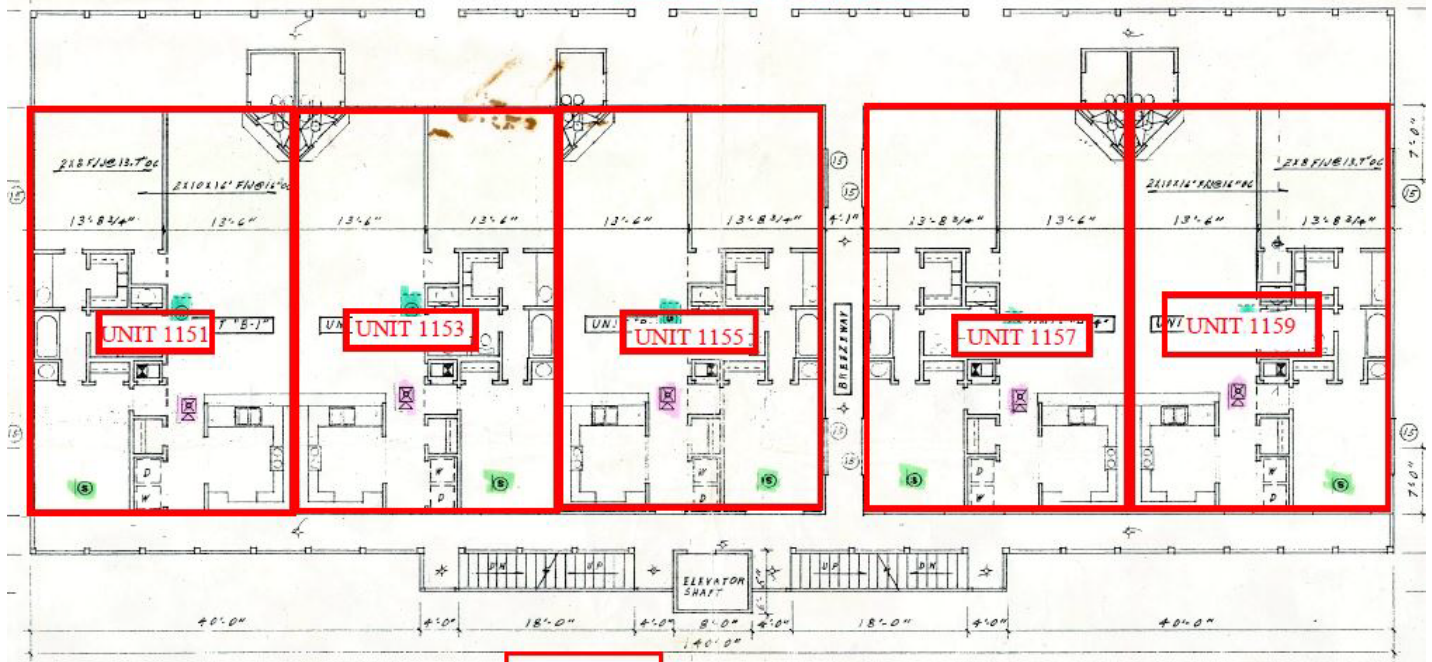 2X8 F/J@13.7"OC
2X10X16' F/J@16"OC
2X10X16' F/J@16"OC
2X8 F/J@13.7"OC
7'-0"
15
15
15
15
13'-8 3/4"
13'-6"
13'-6"
13'-6"
13'-6"
13'-8 3/4"
4'-1"
13'-8 3/4"
13'-6"
13'-6"
13'-8 3/4"
UNIT 1151
T "B-1"
UNIT 1153
UNIT 1155
BREEZEWAY
UNIT 1157
UNIT 1159
15
15
15
15
D
W
S
W
D
S
W
D
S
S
D
W
W
D
S
7'-0"
DN
UP
ELEVATOR
SHAFT
UP
DN
6'-5"
40'-0"
4'-0"
18'-0"
4'-0"
8'-0"
4'-0"
18'-0"
4'-0"
40'-0"
140'-0"